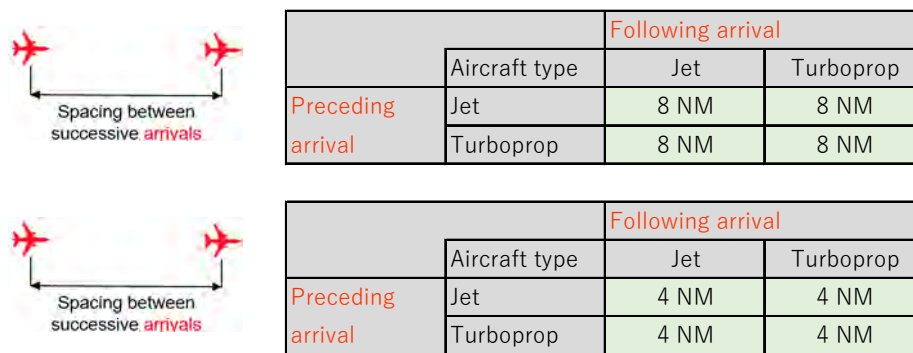 Following arrival
Aircraft type Jet Turboprop
Preceding Jet 8 NM 8 NM
arrival Turboprop 8 NM 8 NM
Spacing between
successive arrivals
Following arrival
Aircraft type Jet Turboprop
Preceding Jet 4 NM 4 NM
arrival Turboprop 4 NM 4 NM
Spacing between
successive arrivals